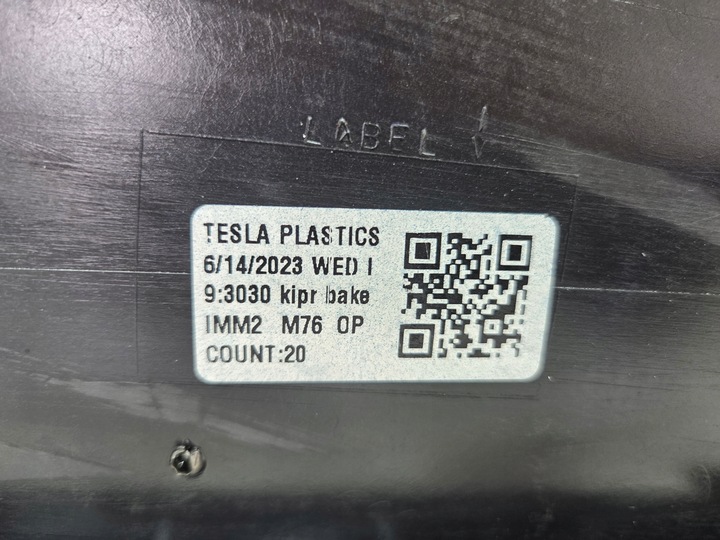 LABEL
TESLA PLASTICS
6/14/2023 WED I
9:3030 kipr bake
IMM2 M76 OP
COUNT:20